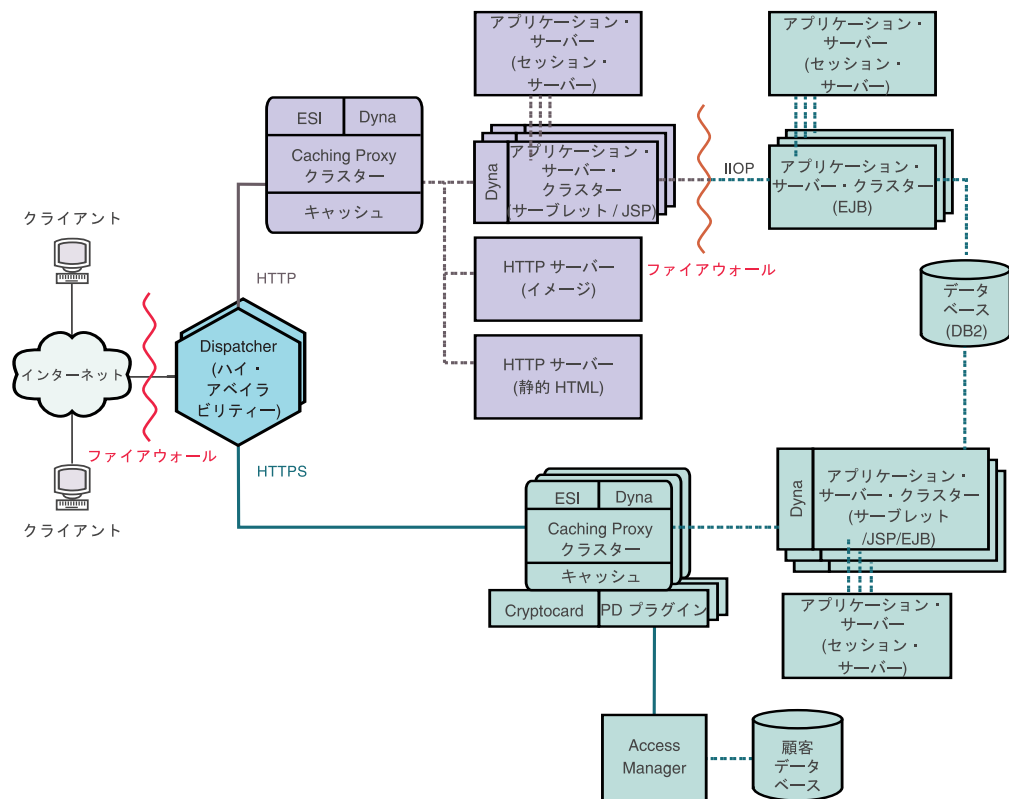 アプリケーション・
サーバー
(セッション・
サーバー)
アプリケーション・
サーバー
(セッション・
サーバー)
ESI
Dyna
Caching Proxy
クラスター
キャッシュ
Dyna
アプリケーション・
サーバー・
クラスター
(サーブレット / JSP)
IIOP
アプリケーション・
サーバー・クラスター
(EJB)
クライアント
HTTP
HTTP サーバー
(イメージ)
ファイアウォール
データ
ベース
(DB2)
Dispatcher
(ハイ・
アベイラ
ビリティー)
インターネット
HTTP サーバー
(静的 HTML)
ファイアウォール
HTTPS
クライアント
ESI
Dyna
Caching Proxy
クラスター
キャッシュ
Cryptocard
PD プラグイン
Dyna
アプリケーション・
サーバー・クラスター
(サーブレット
/JSP/EJB)
アプリケーション・
サーバー
(セッション・
サーバー)
Access
Manager
顧客
データ
ベース